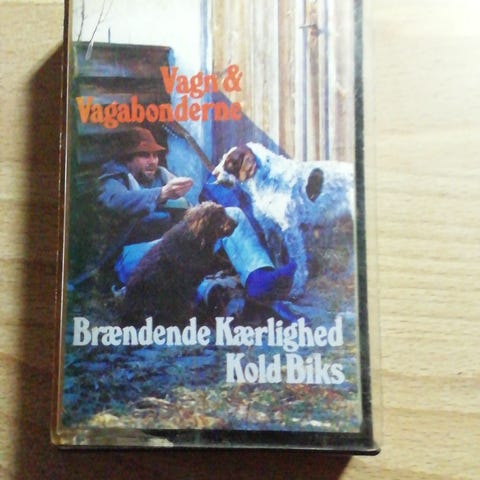 Vagn &
Vagabonderne
Brændende Kærlighed
Kold Biks